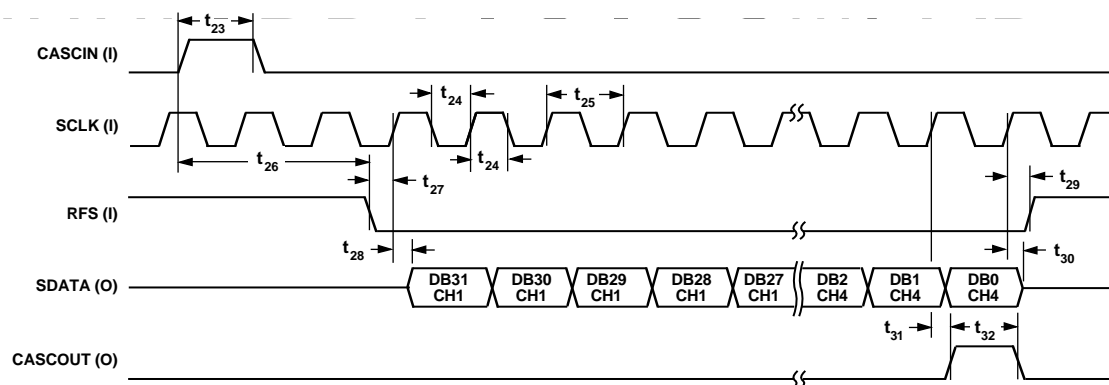 t23
CASCIN (I)
t24
t25
SCLK (I)
t26
t24
t27
t29
RFS (I)
t28
t30
SDATA (O)
DB31 CH1
DB30 CH1
DB29 CH1
DB28 CH1
DB27 CH1
DB2 CH4
DB1 CH4
DB0 CH4
t31
t32
CASCOUT (O)